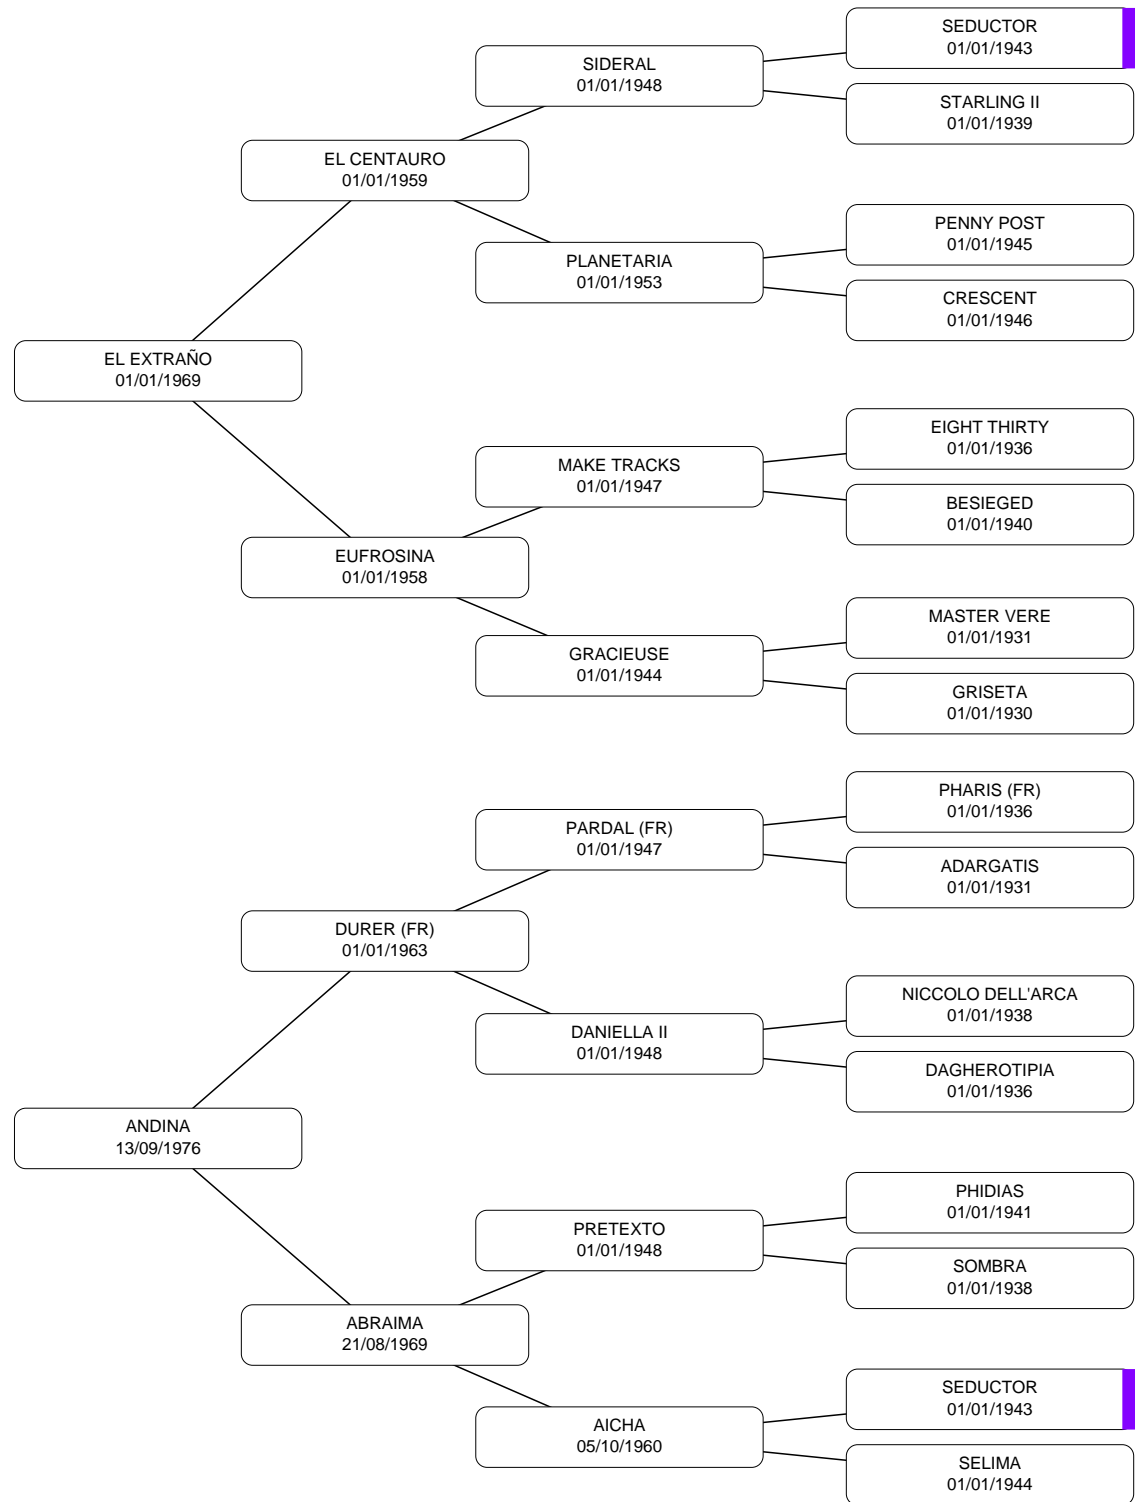 SEDUCTOR
01/01/1943
SIDERAL
01/01/1948
STARLING II
01/01/1939
EL CENTAURO
01/01/1959
PENNY POST
01/01/1945
PLANETARIA
01/01/1953
CRESCENT
01/01/1946
EL EXTRAÑO
01/01/1969
EIGHT THIRTY
01/01/1936
MAKE TRACKS
01/01/1947
BESIEGED
01/01/1940
EUFROSINA
01/01/1958
MASTER VERE
01/01/1931
GRACIEUSE
01/01/1944
GRISETA
01/01/1930
PHARIS (FR)
01/01/1936
PARDAL (FR)
01/01/1947
ADARGATIS
01/01/1931
DURER (FR)
01/01/1963
NICCOLO DELL'ARCA
01/01/1938
DANIELLA II
01/01/1948
DAGHEROTIPIA
01/01/1936
ANDINA
13/09/1976
PHIDIAS
01/01/1941
PRETEXTO
01/01/1948
SOMBRA
01/01/1938
ABRAIMA
21/08/1969
SEDUCTOR
01/01/1943
AICHA
05/10/1960
SELIMA
01/01/1944